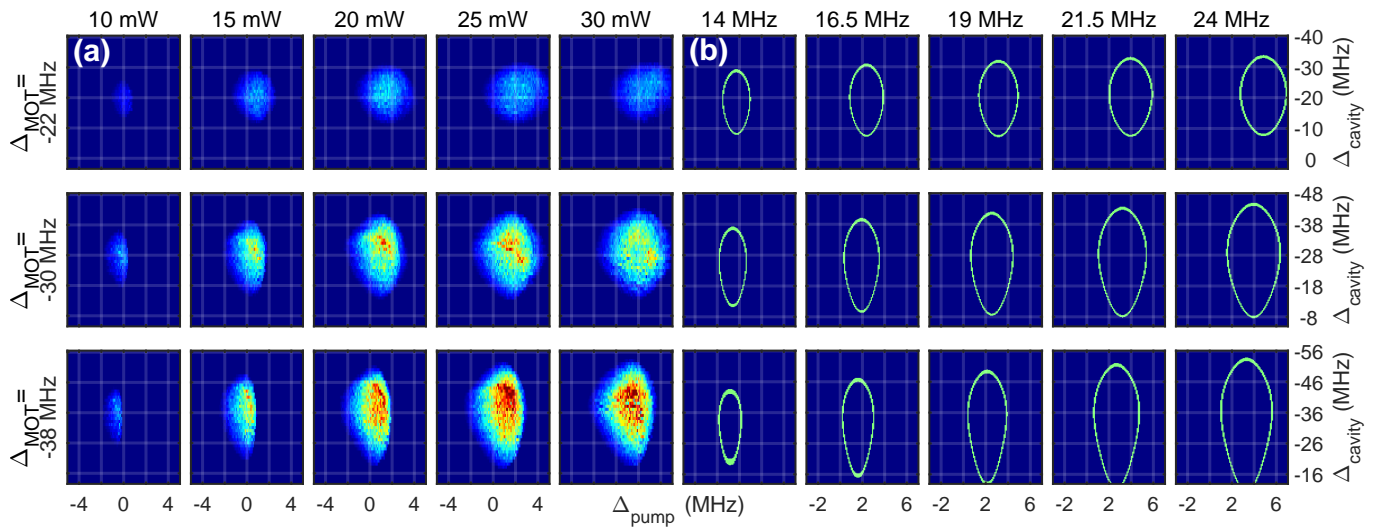 10 mW 15 mW 20 mW 25 mW 30 mW 14 MHz 16.5 MHz 19 MHz 21.5 MHz 24 MHz
(a) (b)
Δ_MOT=
-22 MHz
-40
-30
-20
-10
0
Δ_cavity (MHz)
Δ_MOT=
-30 MHz
-48
-38
-28
-18
-8
Δ_cavity (MHz)
Δ_MOT=
-38 MHz
-56
-46
-36
-26
-16
Δ_cavity (MHz)
-4 0 4 -4 0 4 -4 0 4 -4 0 4 Δ_pump (MHz) -2 2 6 -2 2 6 -2 2 6 -2 2 6